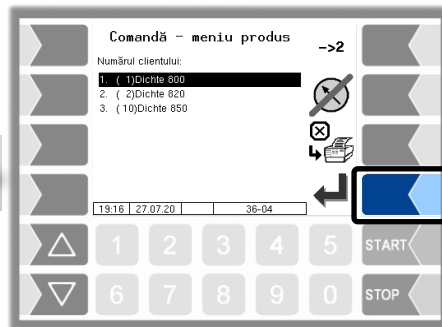 Comandă - meniu produs
->2
Numărul clientului:
1. ( 1)Dichte 800
2. ( 2)Dichte 820
3. ( 10)Dichte 850
19:16 27.07.20 36-04
1 2 3 4 5 START
6 7 8 9 0 STOP